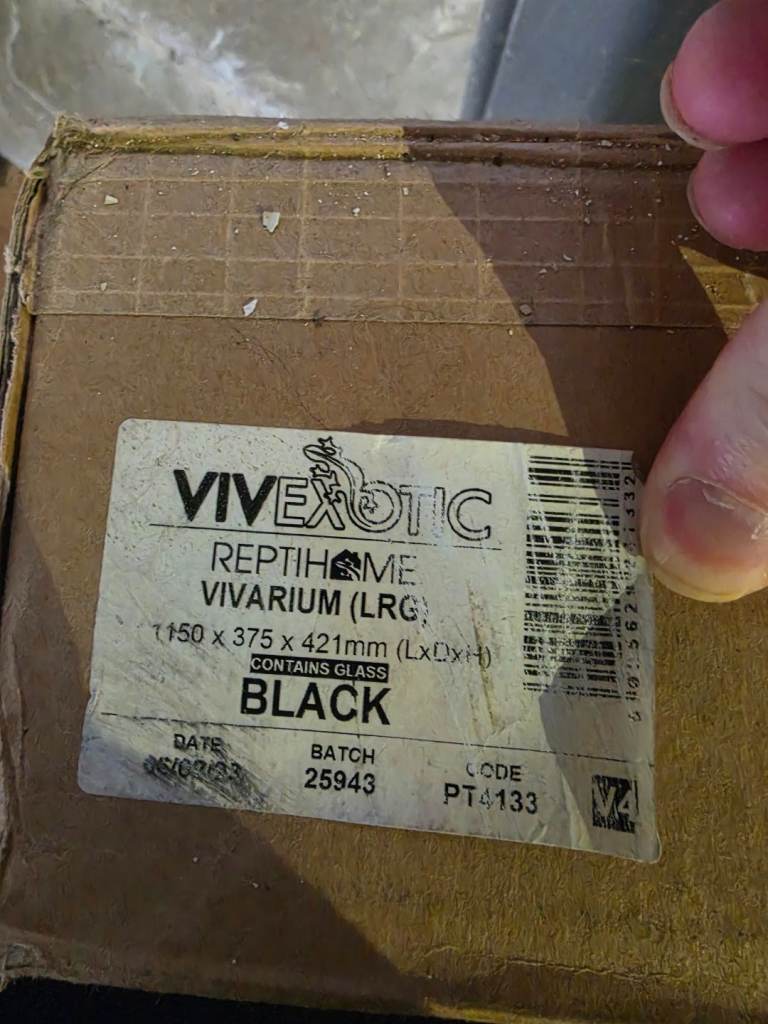 VIVEXOTIC
REPTIHOME
VIVARIUM (LRG)
1150 x 375 x 421mm (LxDxH)
CONTAINS GLASS
BLACK
DATE
BATCH
25943
CODE
PT4133
V4